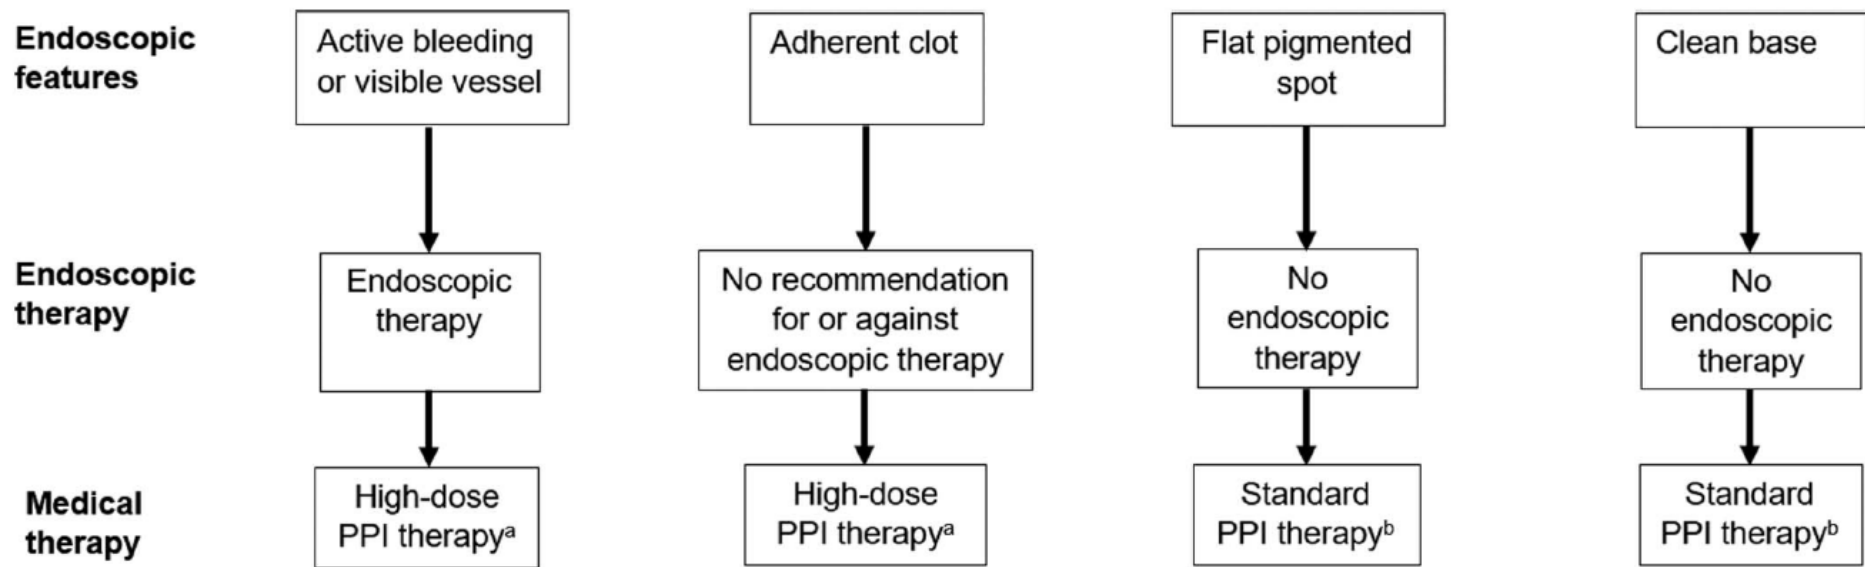 Endoscopic
features
Active bleeding
or visible vessel
Adherent clot
Flat pigmented
spot
Clean base
Endoscopic
therapy
Endoscopic
therapy
No recommendation
for or against
endoscopic therapy
No
endoscopic
therapy
No
endoscopic
therapy
Medical
therapy
High-dose
PPI therapyᵃ
High-dose
PPI therapyᵃ
Standard
PPI therapyᵇ
Standard
PPI therapyᵇ